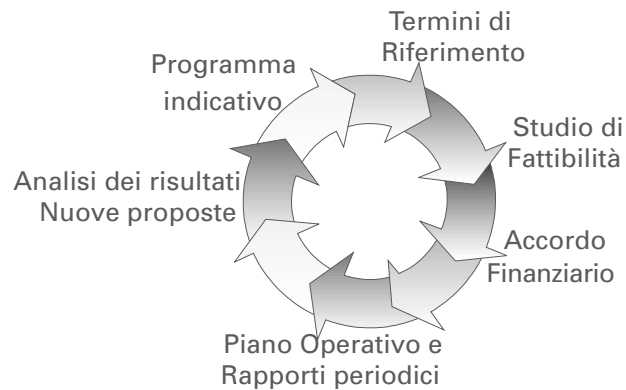 Termini di
Riferimento
Programma
indicativo
Studio di
Fattibilità
Analisi dei risultati
Nuove proposte
Accordo
Finanziario
Piano Operativo e
Rapporti periodici